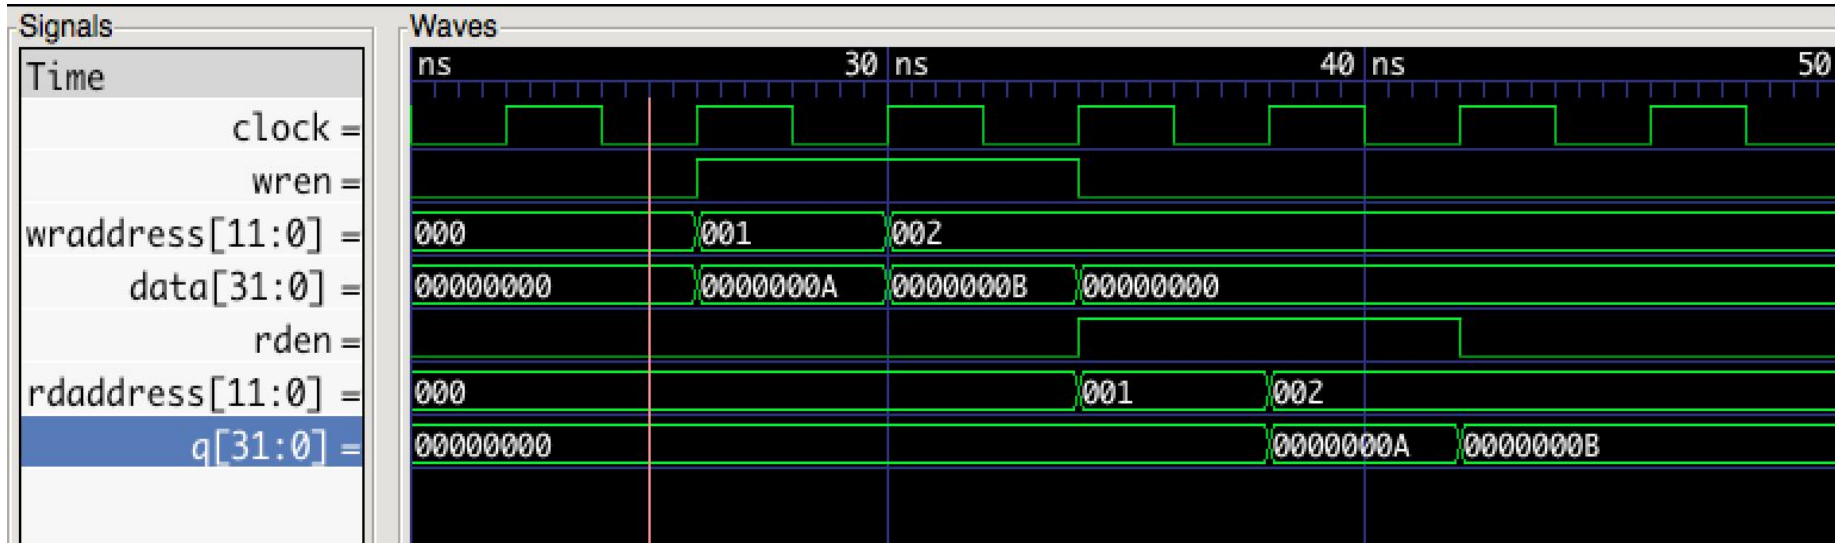 Signals Waves
Time ns 30 ns 40 ns 50
clock =
wren =
wraddress[11:0] = 000 001 002
data[31:0] = 00000000 0000000A 0000000B 00000000
rden =
rdaddress[11:0] = 000 001 002
q[31:0] = 00000000 0000000A 0000000B